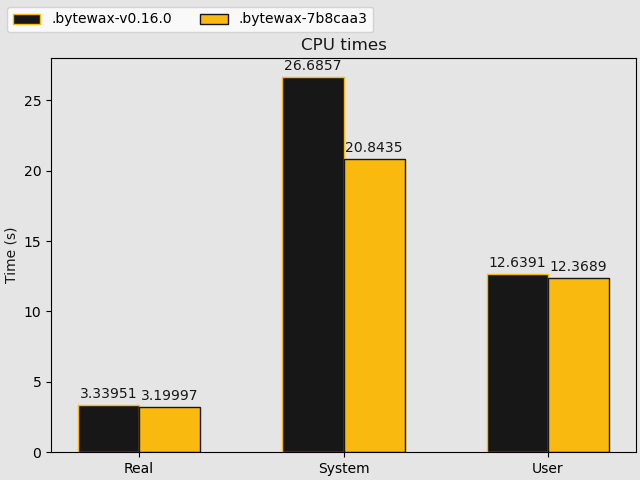 .bytewax-v0.16.0 .bytewax-7b8caa3
CPU times
26.6857
25
20.8435
20
Time (s)
15
12.6391 12.3689
10
5
3.33951 3.19997
0
Real System User